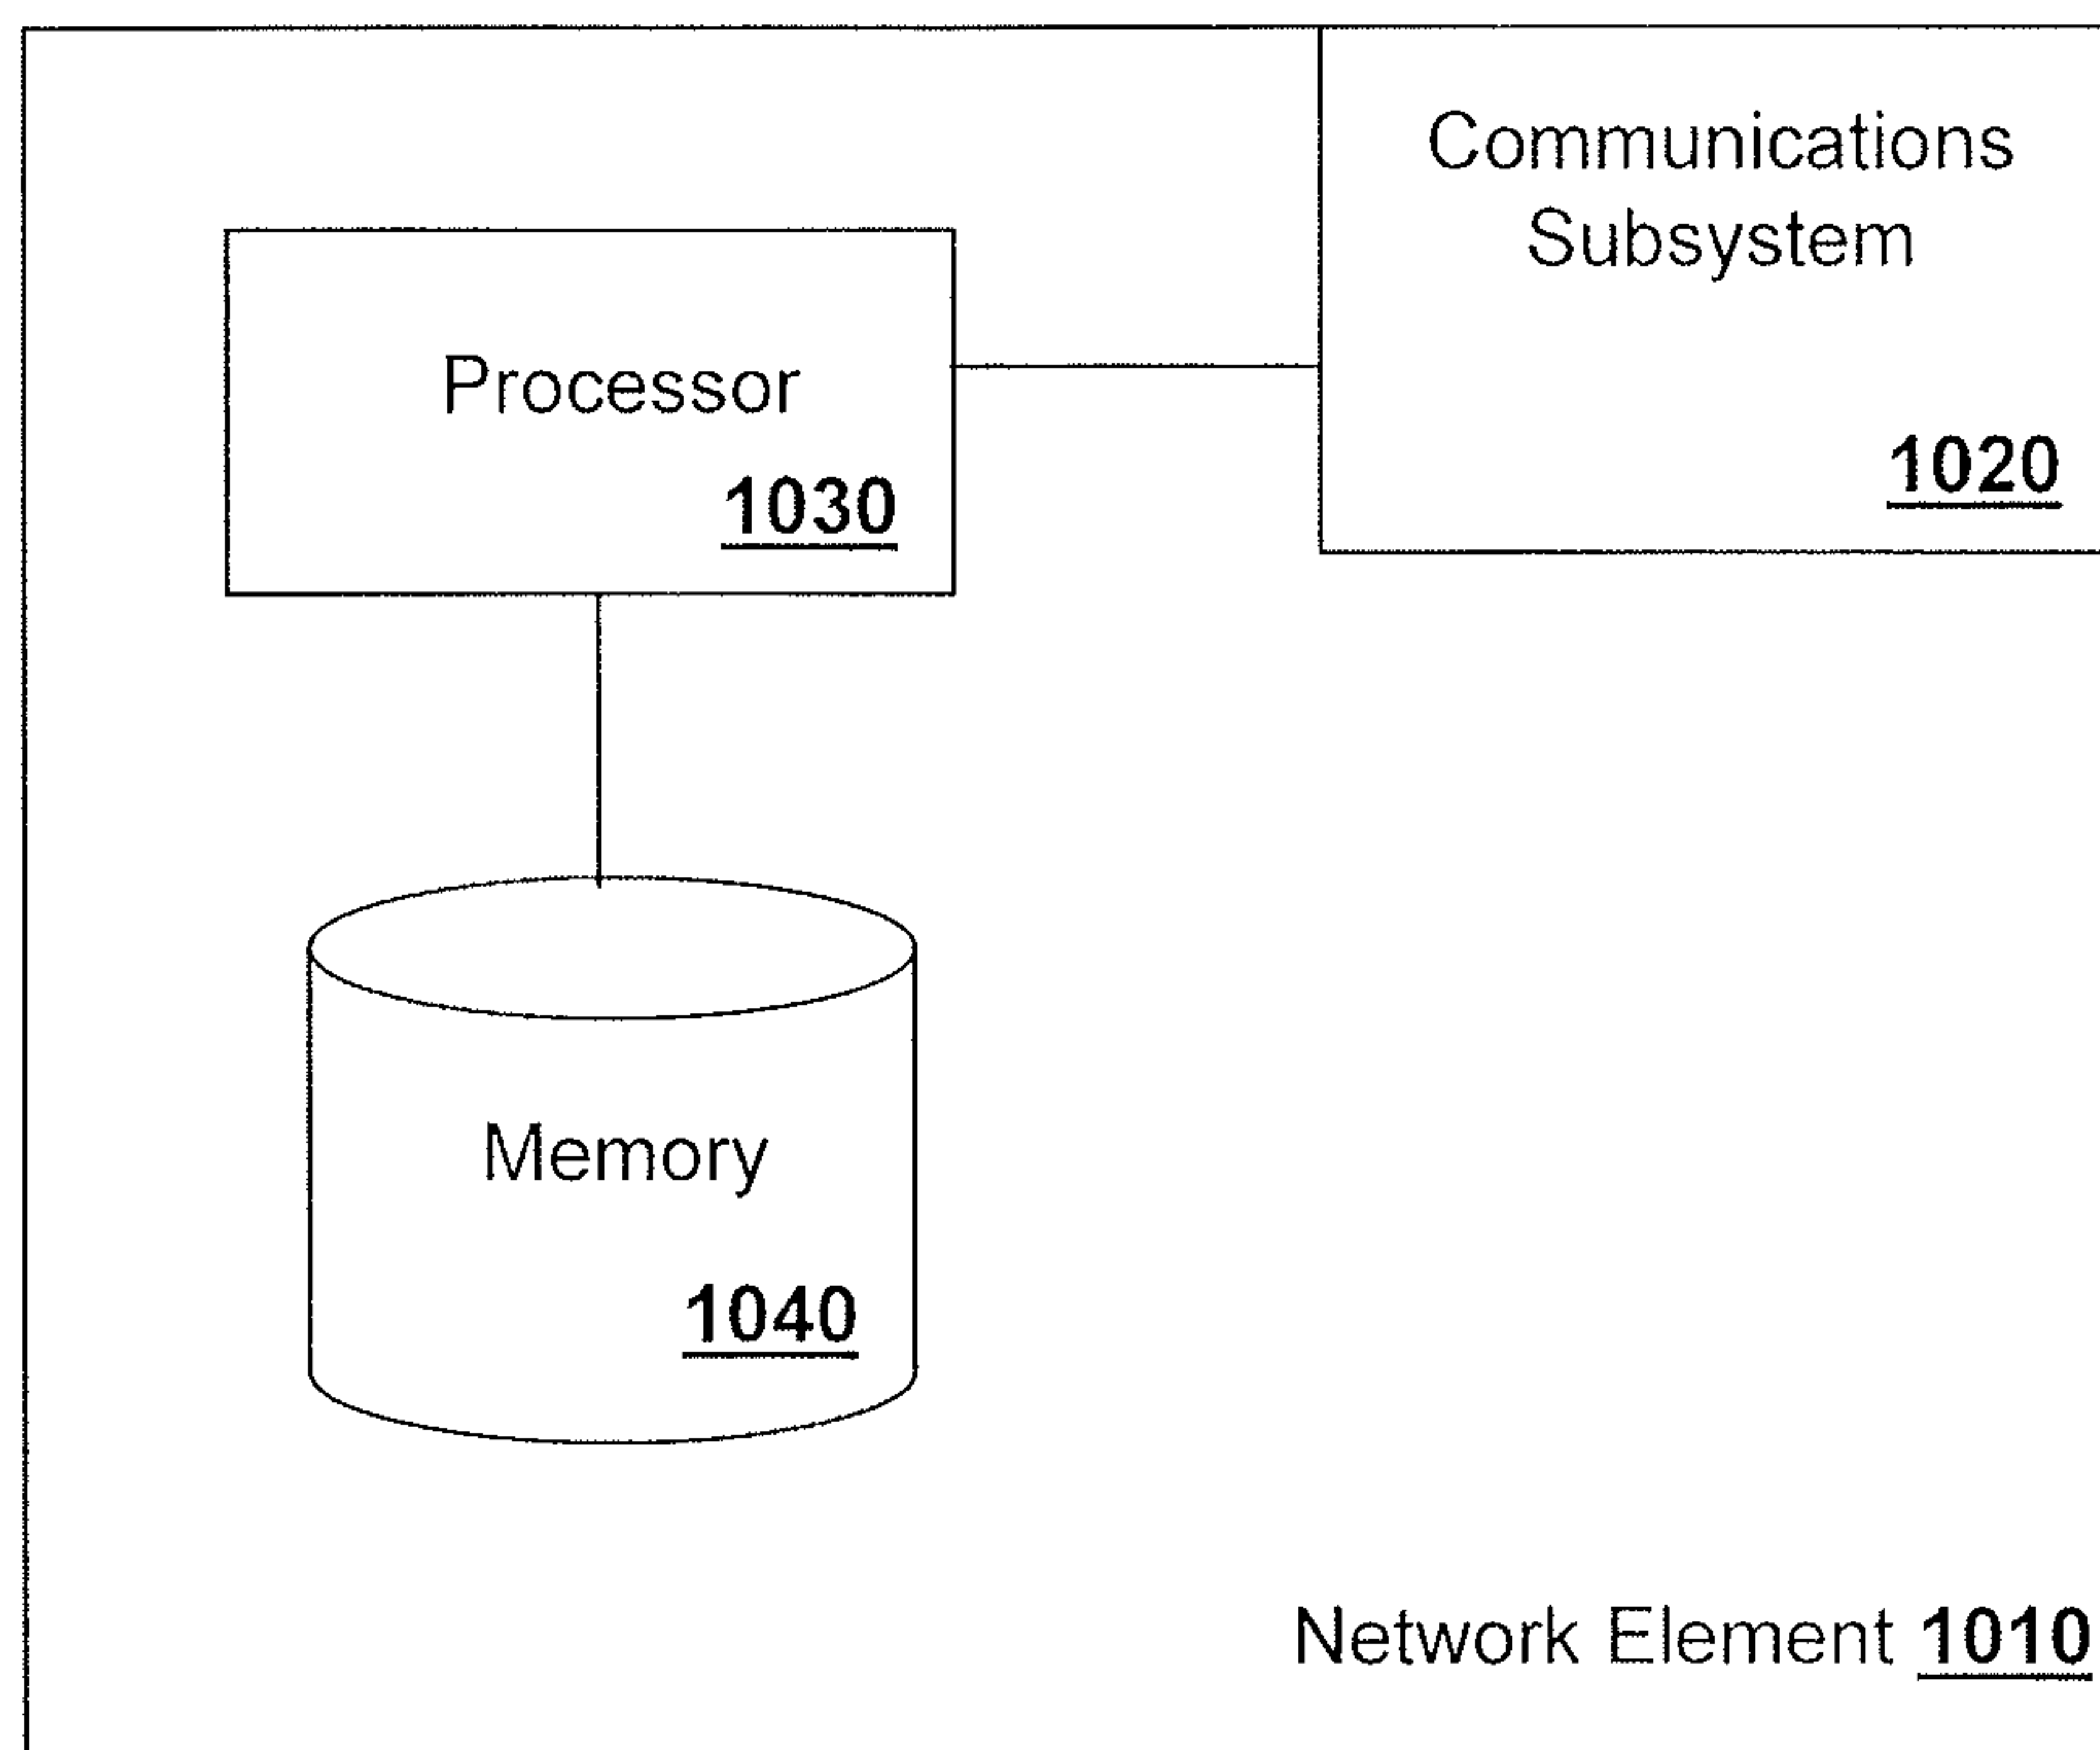 Communications
Subsystem
1020
Processor
1030
Memory
1040
Network Element 1010